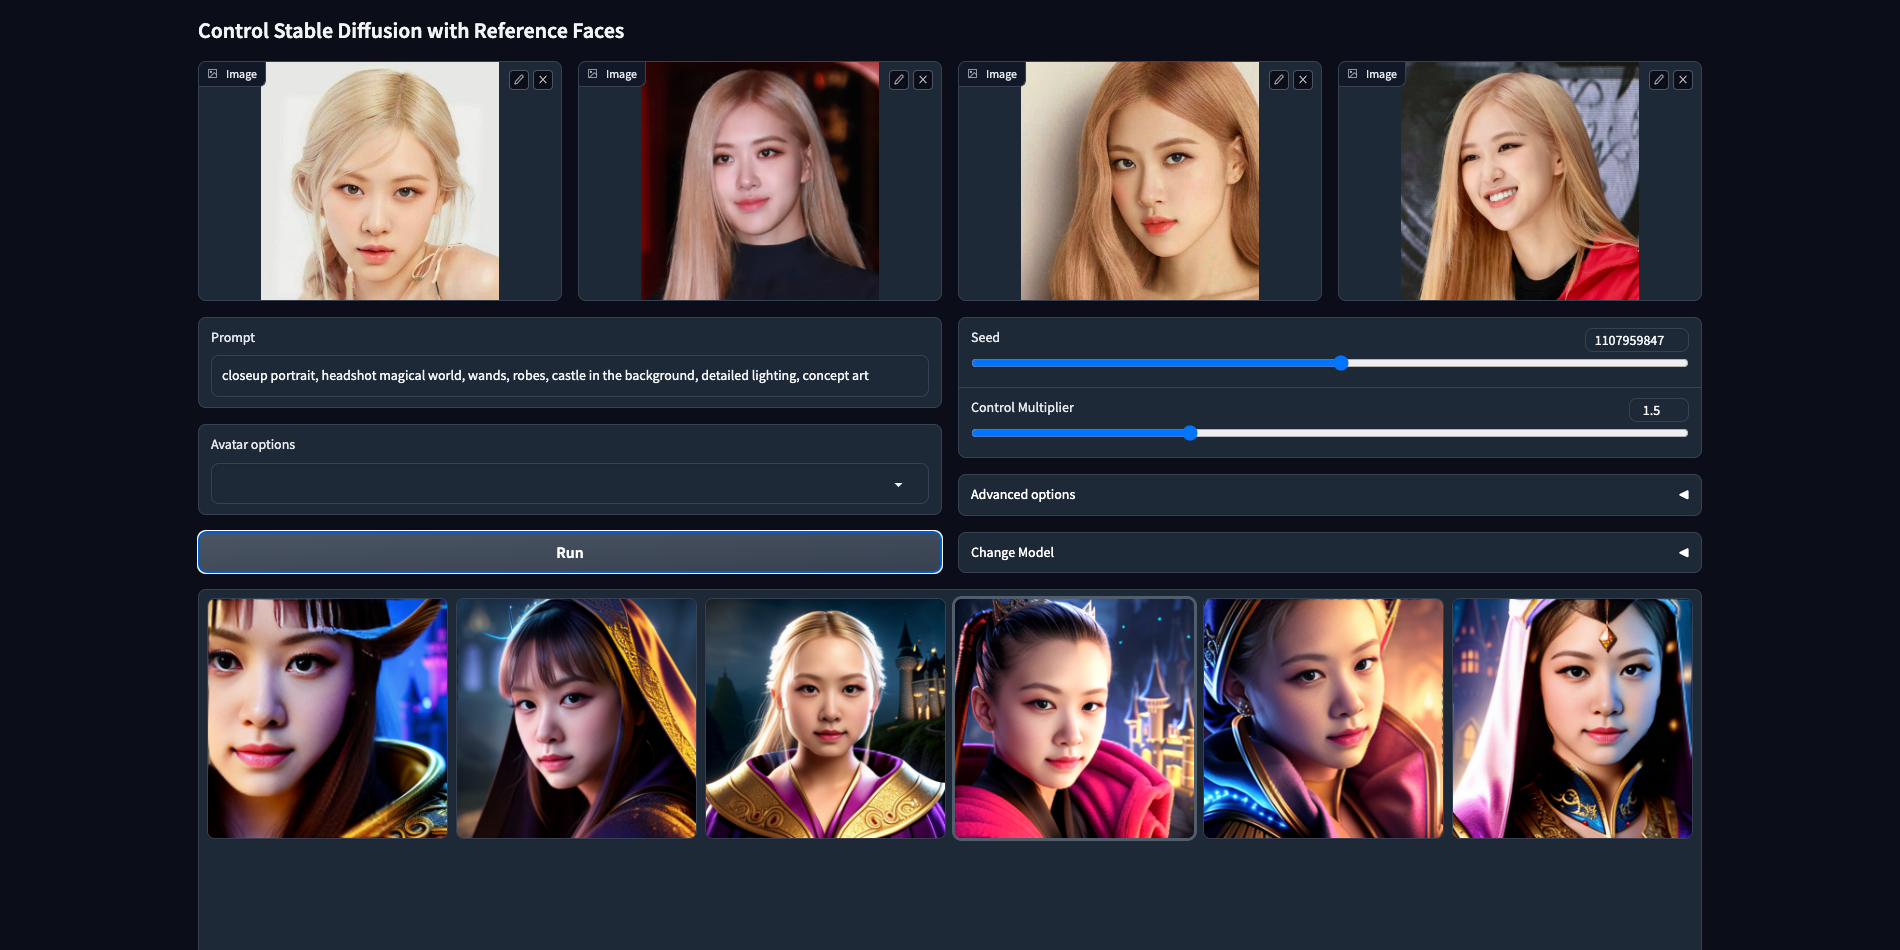 Control Stable Diffusion with Reference Faces
Image
Image
Image
Image
Prompt
closeup portrait, headshot magical world, wands, robes, castle in the background, detailed lighting, concept art
Seed
1107959847
Control Multiplier
1.5
Avatar options
Advanced options
Run
Change Model